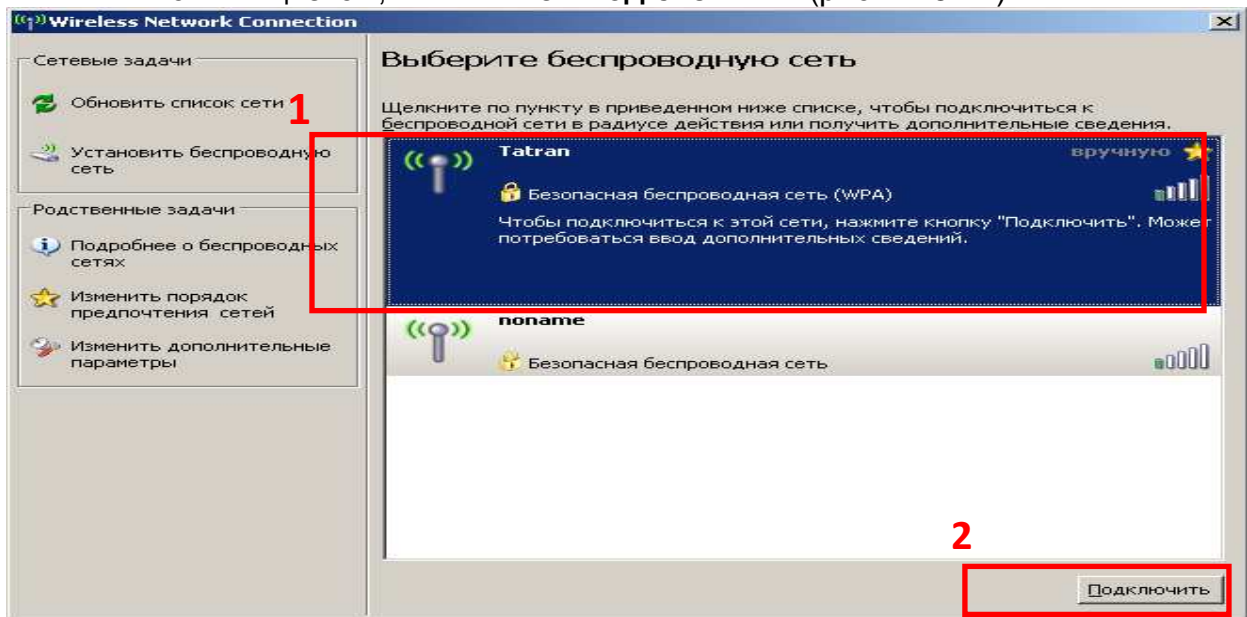 Wireless Network Connection
Сетевые задачи
Обновить список сети
1
Установить беспроводную
сеть
Родственные задачи
Подробнее о беспроводных
сетях
Изменить порядок
предпочтения сетей
Изменить дополнительные
параметры
Выберите беспроводную сеть
Щелкните по пункту в приведенном ниже списке, чтобы подключиться к
беспроводной сети в радиусе действия или получить дополнительные сведения.
Tatran
вручную
Безопасная беспроводная сеть (WPA)
Чтобы подключиться к этой сети, нажмите кнопку "Подключить". Может
потребоваться ввод дополнительных сведений.
noname
Безопасная беспроводная сеть
2
Подключить